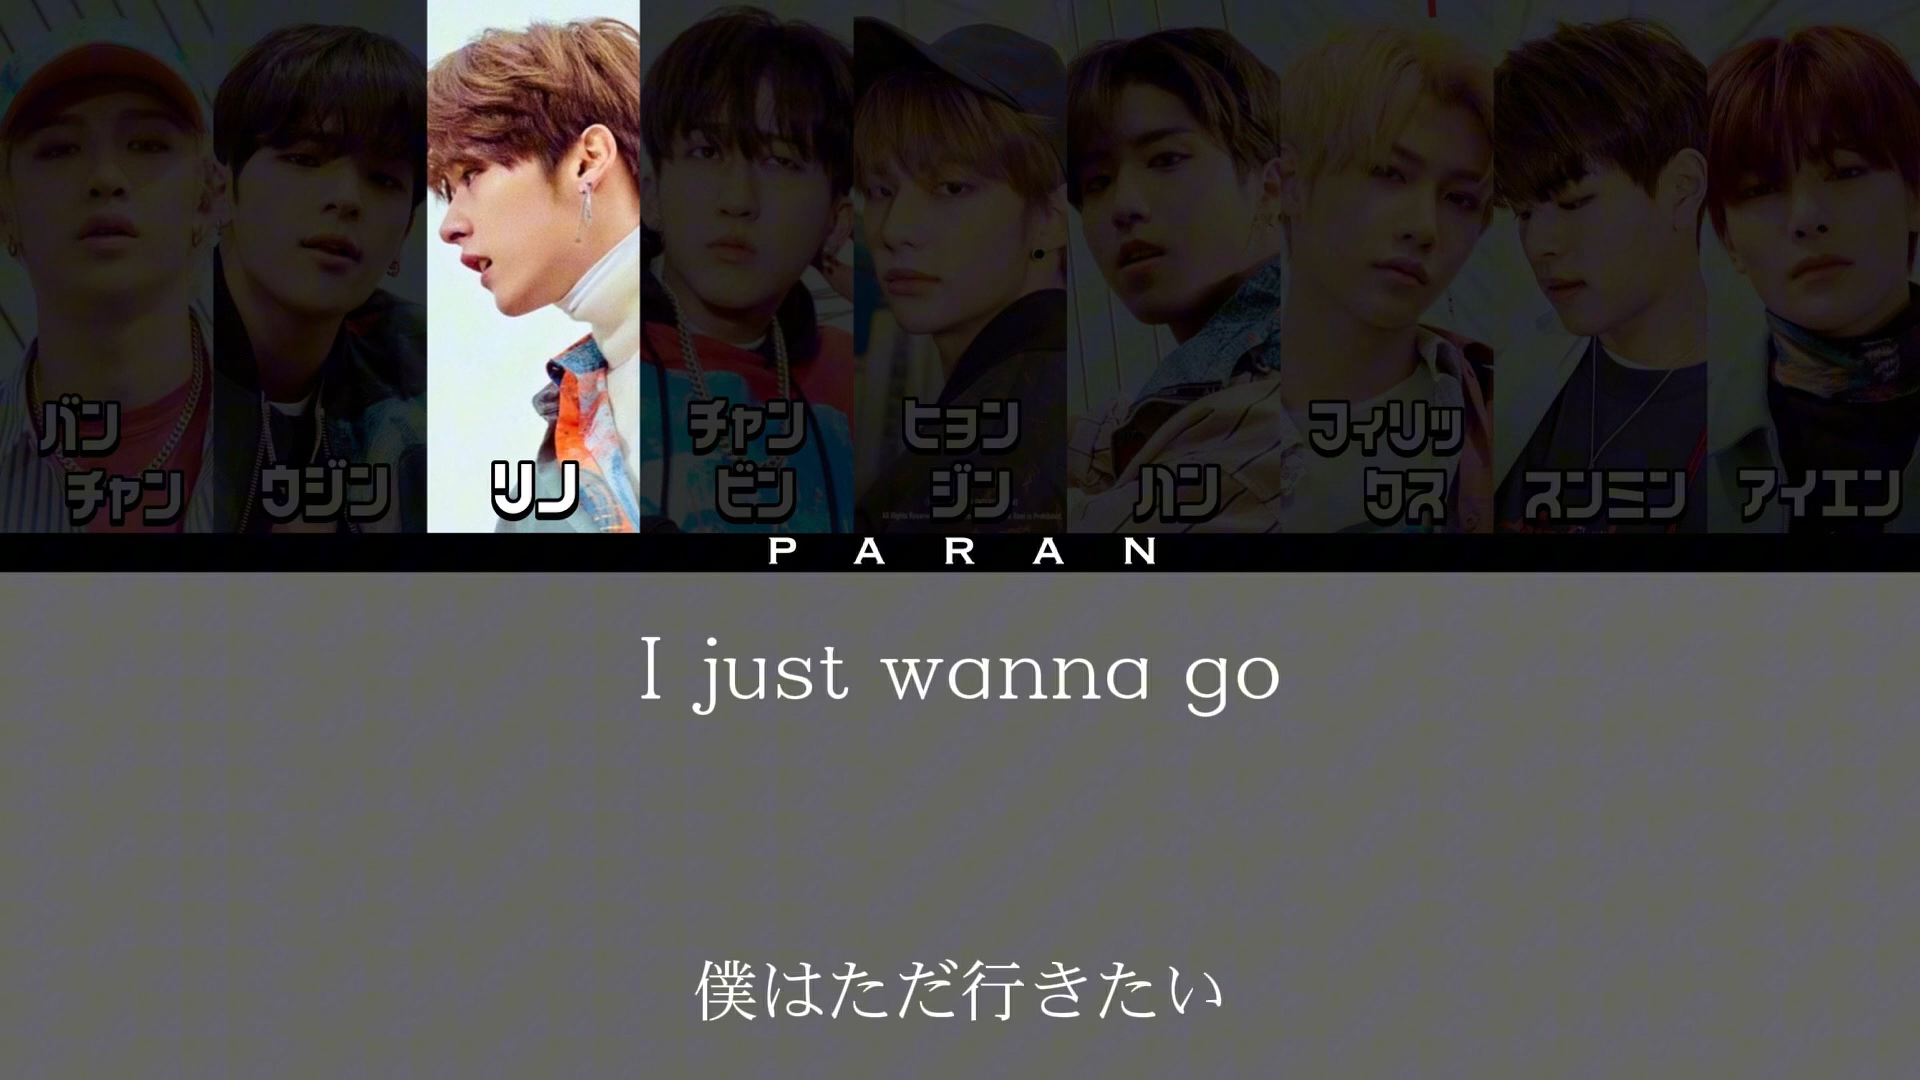 バン
チャン
ウジン
リノ
チャン
ビン
ヒョン
ジン
ハン
フィリッ
クス
スンミン
アイエン
PARAN
I just wanna go
僕はただ行きたい